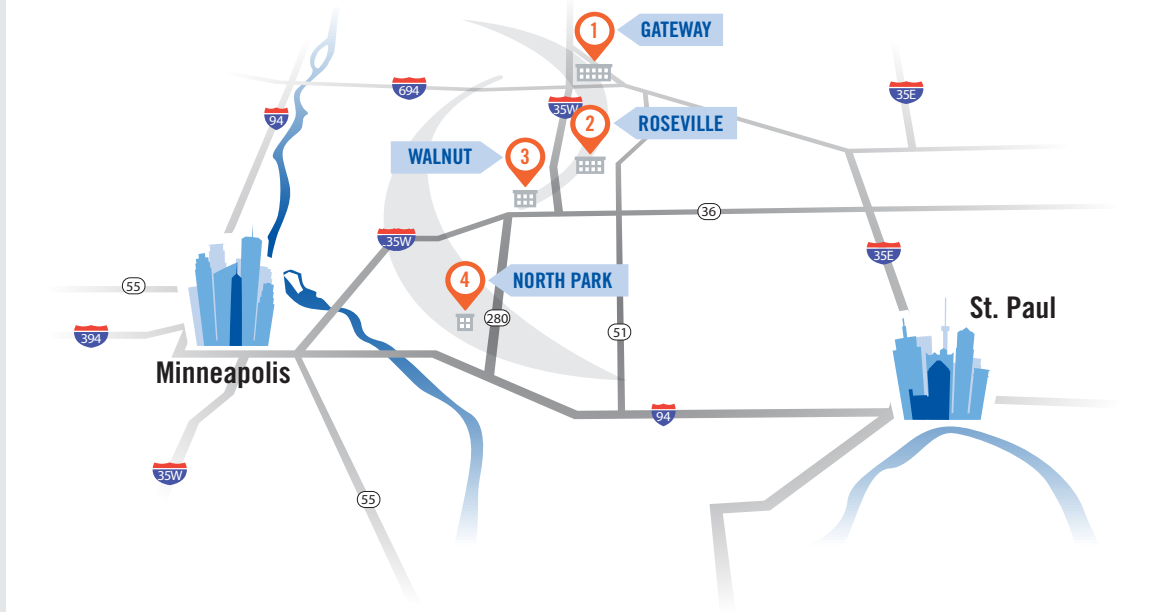 1
GATEWAY
694
35W
35E
94
2
ROSEVILLE
WALNUT
3
36
35W
35E
4
NORTH PARK
55
280
St. Paul
51
394
Minneapolis
94
35W
55